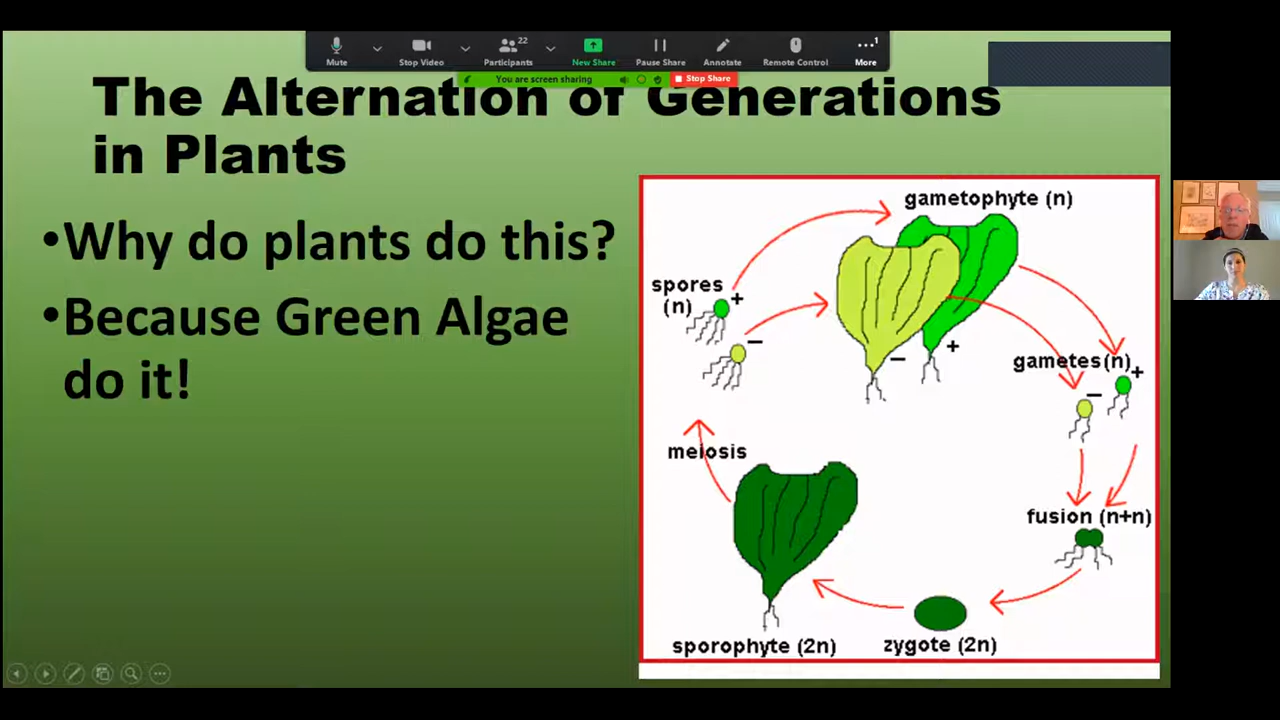 22
1
Mute
Stop Video
Participants
New Share
Pause Share
Annotate
Remote Control
More
You are screen sharing
Stop Share
The Alternation of Generations
in Plants
•Why do plants do this?
•Because Green Algae
do it!
gametophyte (n)
spores
(n)
+
−
−
+
gametes(n)
+
−
meiosis
fusion (n+n)
sporophyte (2n)
zygote (2n)